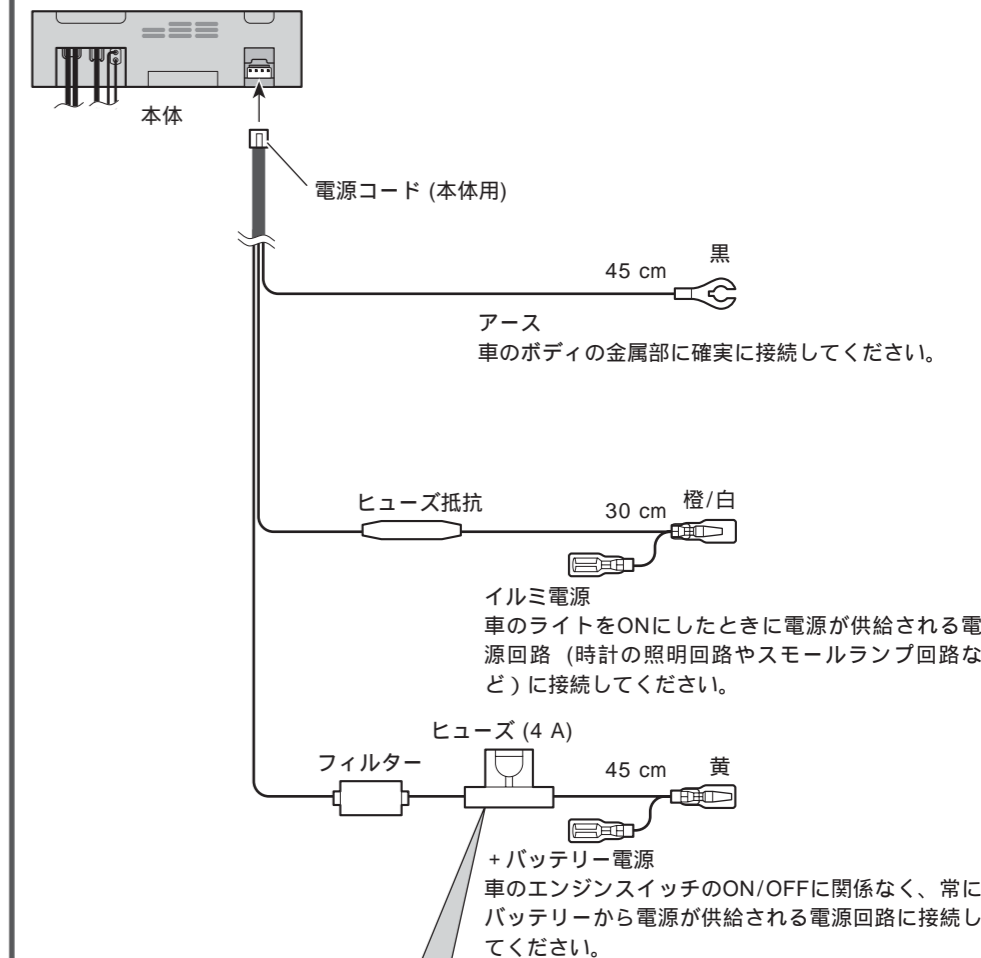 本体
電源コード (本体用)
45 cm
黒
アース
車のボディの金属部に確実に接続してください。
ヒューズ抵抗
30 cm
橙/白
イルミ電源
車のライトをONにしたときに電源が供給される電
源回路 (時計の照明回路やスモールランプ回路な
ど ) に接続してください。
ヒューズ (4 A)
フィルター
45 cm
黄
+ バッテリー電源
車のエンジンスイッチのON/OFFに関係なく、常に
バッテリーから電源が供給される電源回路に接続し
てください。